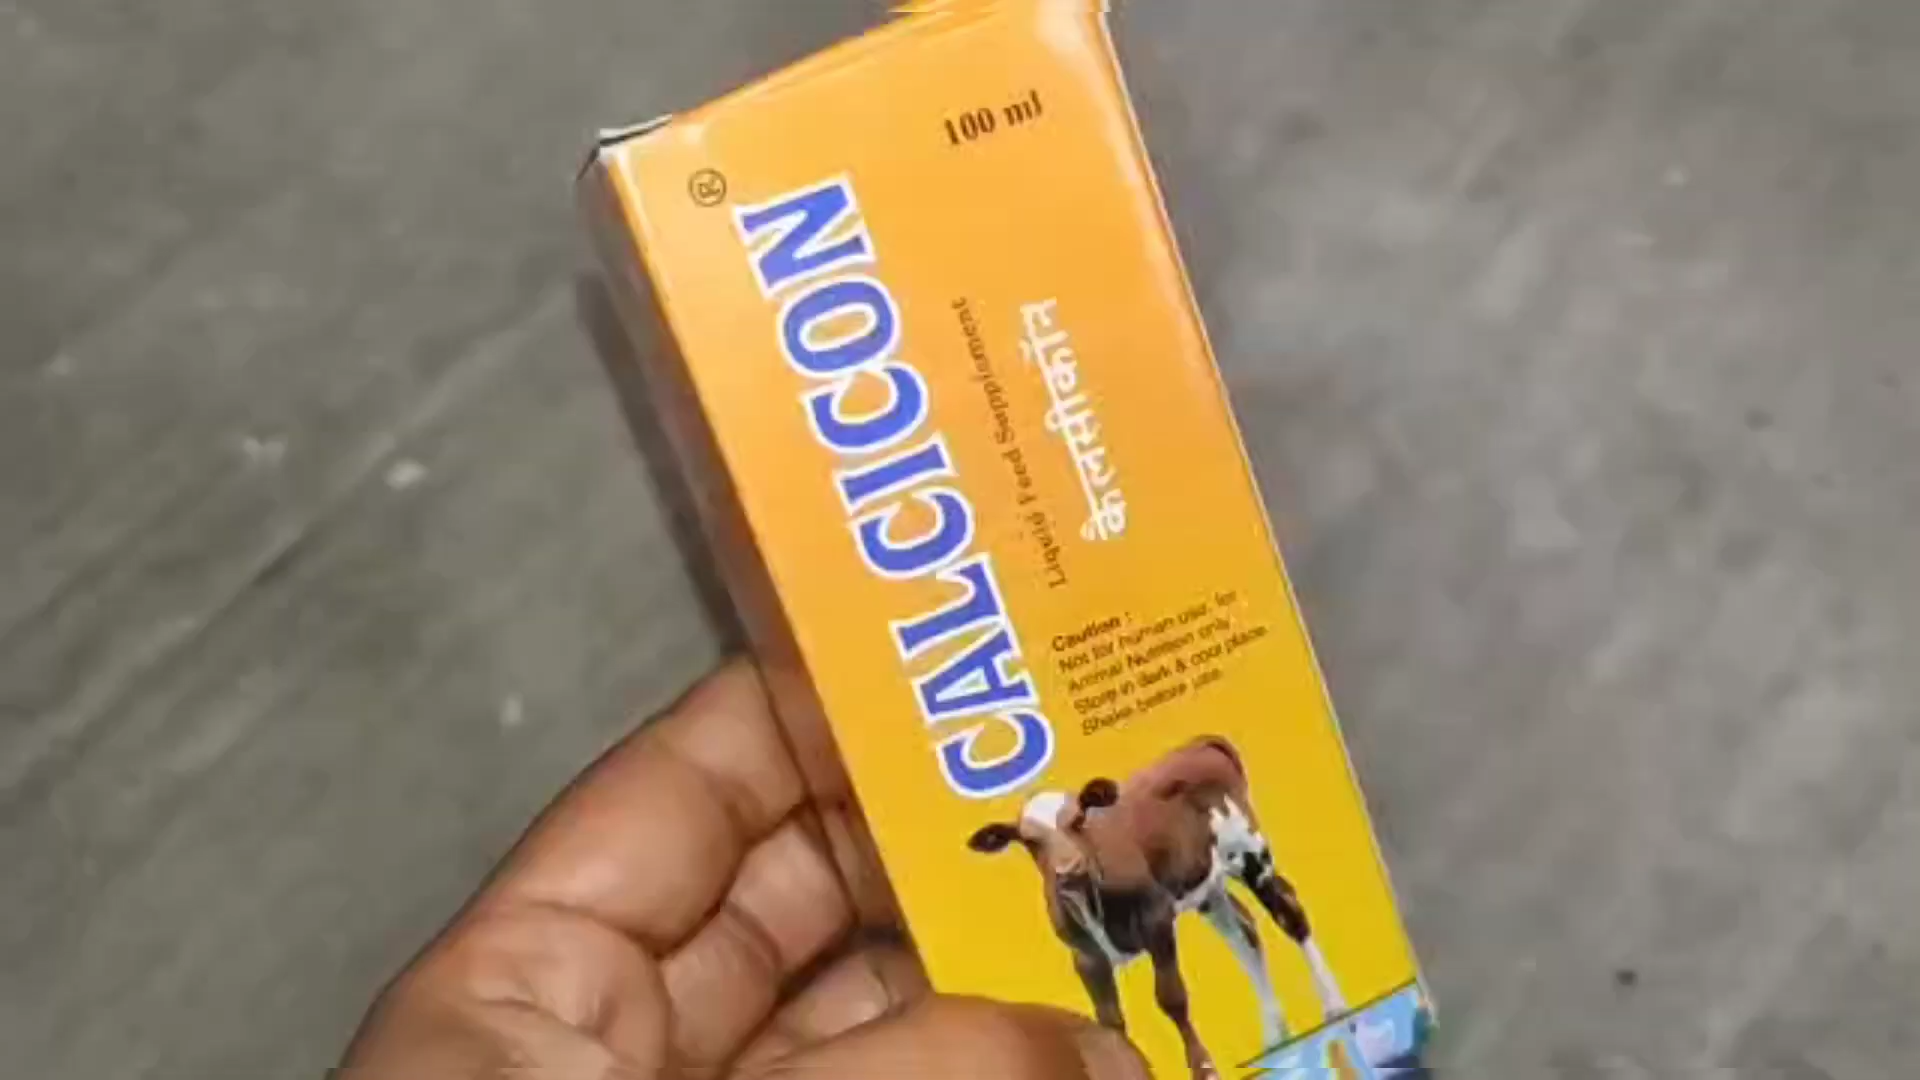 100 ml
CALCICON ®
Liquid Feed Supplement
कैलसीकॉन
Caution :
Not for human use, for
Animal Nutrition only
Store in dark & cool place
Shake before use